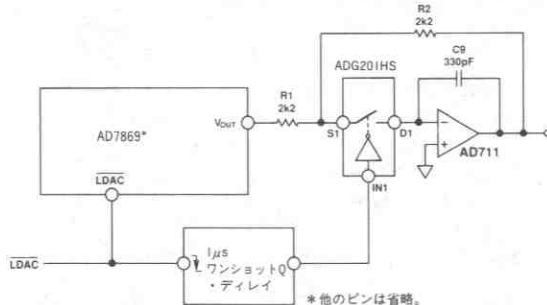 R2
2k2
C9
330pF
ADG201HS
R1
2k2
AD7869*
VOUT
S1
D1
−
+
AD711
LDAC
IN1
LDAC
1μs
ワンショットQ
・ディレイ
*他のピンは省略。